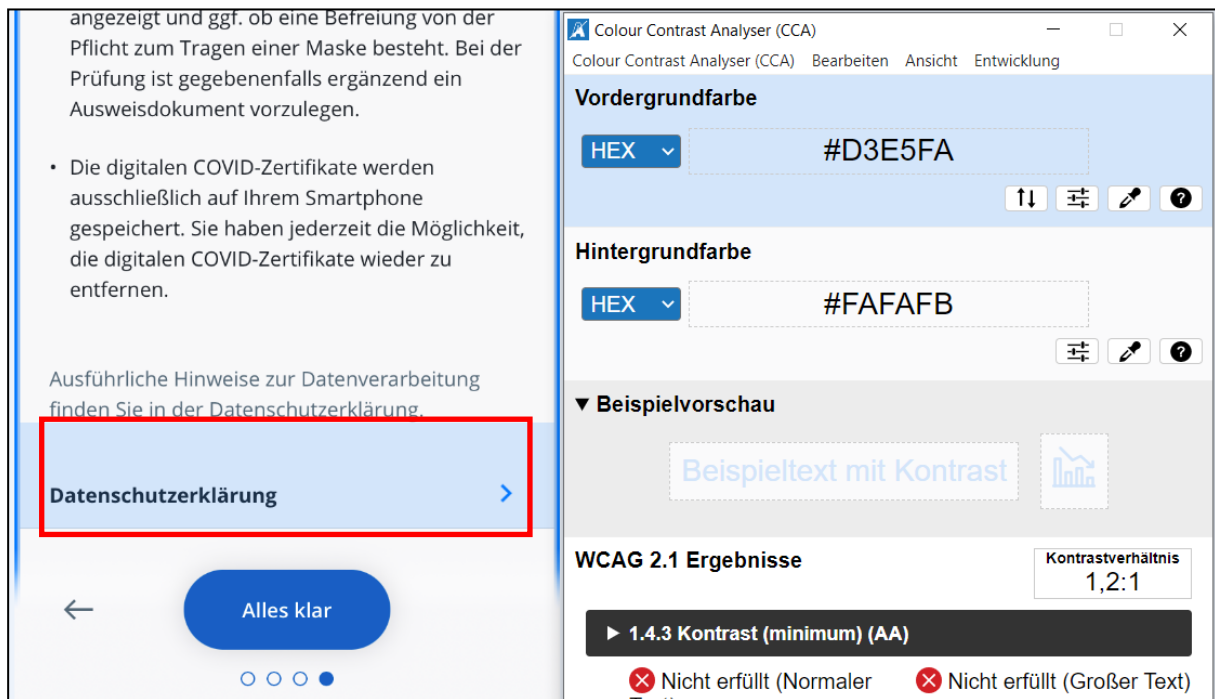 angezeigt und ggf. ob eine Befreiung von der
Pflicht zum Tragen einer Maske besteht. Bei der
Prüfung ist gegebenenfalls ergänzend ein
Ausweisdokument vorzulegen.
• Die digitalen COVID-Zertifikate werden
ausschließlich auf Ihrem Smartphone
gespeichert. Sie haben jederzeit die Möglichkeit,
die digitalen COVID-Zertifikate wieder zu
entfernen.
Ausführliche Hinweise zur Datenverarbeitung
finden Sie in der Datenschutzerklärung.
Datenschutzerklärung
Alles klar
Colour Contrast Analyser (CCA)
Colour Contrast Analyser (CCA) Bearbeiten Ansicht Entwicklung
Vordergrundfarbe
HEX #D3E5FA
Hintergrundfarbe
HEX #FAFAFB
▼ Beispielvorschau
Beispieltext mit Kontrast
WCAG 2.1 Ergebnisse
Kontrastverhältnis
1,2:1
▶ 1.4.3 Kontrast (minimum) (AA)
Nicht erfüllt (Normaler
Nicht erfüllt (Großer Text)